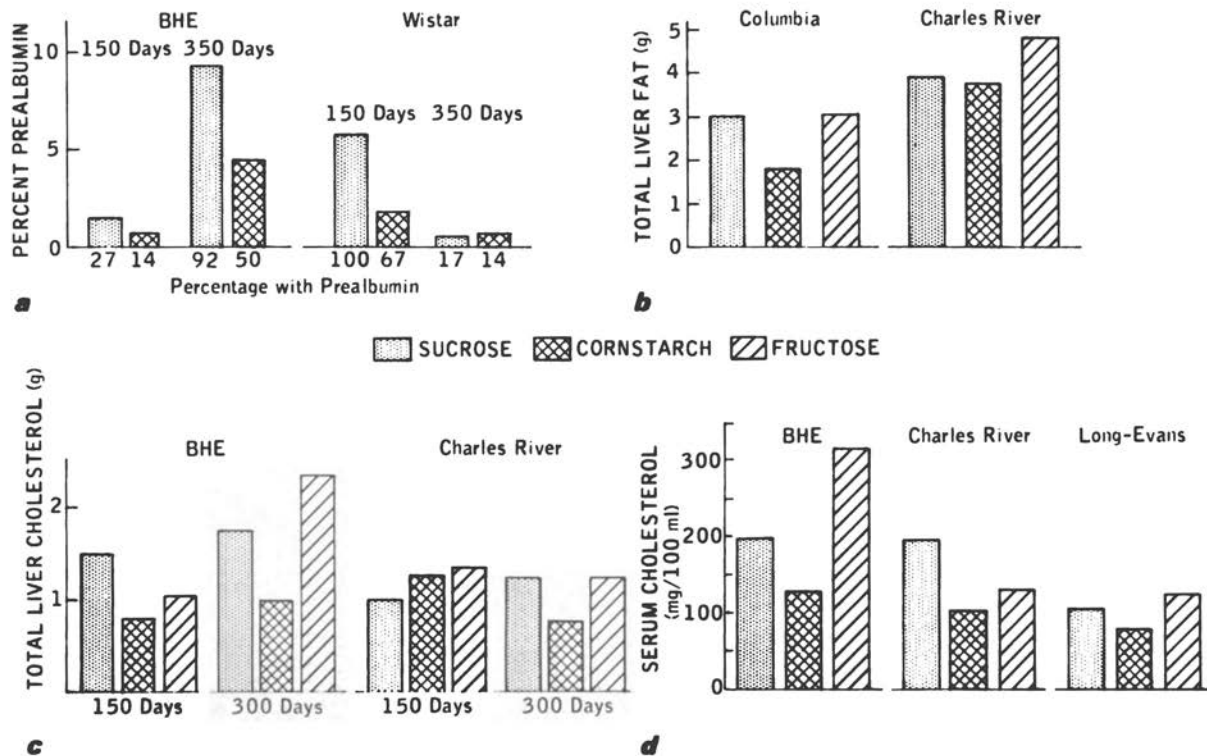 BHE Wistar
150 Days 350 Days
150 Days 350 Days
PERCENT PREALBUMIN
10
5
0
27 14 92 50 100 67 17 14
Percentage with Prealbumin
a
Columbia Charles River
TOTAL LIVER FAT (g)
5
4
3
2
1
0
b
SUCROSE CORNSTARCH FRUCTOSE
BHE Charles River
TOTAL LIVER CHOLESTEROL (g)
2
1
150 Days 300 Days 150 Days 300 Days
c
BHE Charles River Long-Evans
SERUM CHOLESTEROL
(mg/100 ml)
300
200
100
0
d